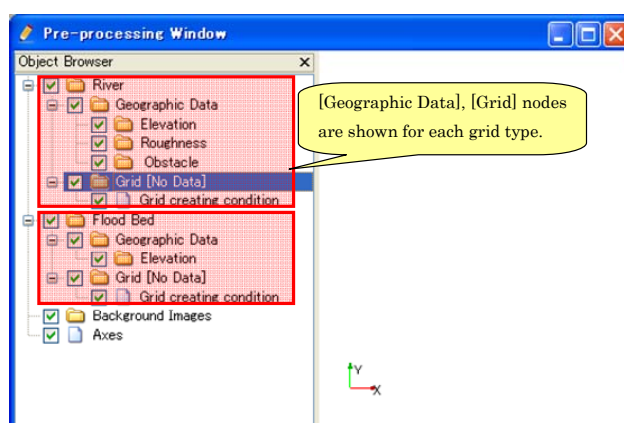 Pre-processing Window
Object Browser
River
Geographic Data
Elevation
Roughness
Obstacle
Grid [No Data]
Grid creating condition
Flood Bed
Geographic Data
Elevation
Grid [No Data]
Grid creating condition
Background Images
Axes
[Geographic Data], [Grid] nodes
are shown for each grid type.
Y
X